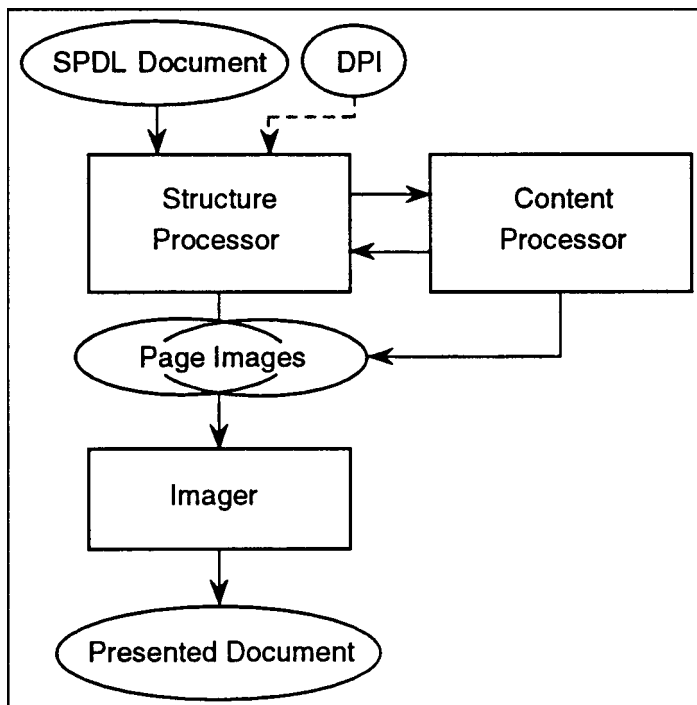 SPDL Document
DPI
Structure
Processor
Content
Processor
Page Images
Imager
Presented Document